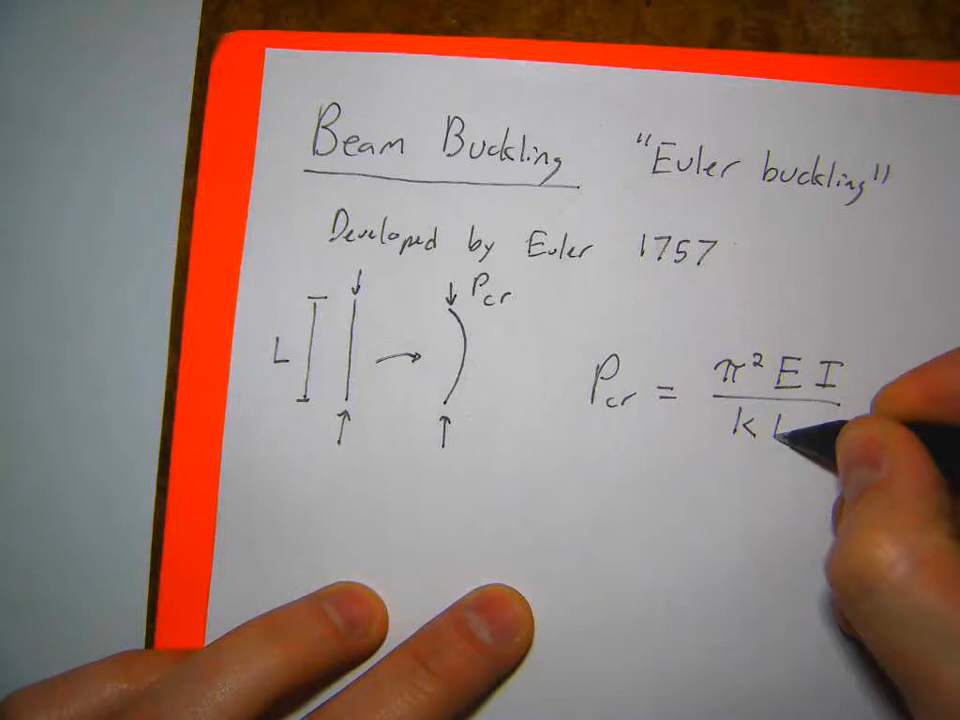 Beam Buckling "Euler buckling"
Developed by Euler 1757
Pcr
L
Pcr = π² E I
k L